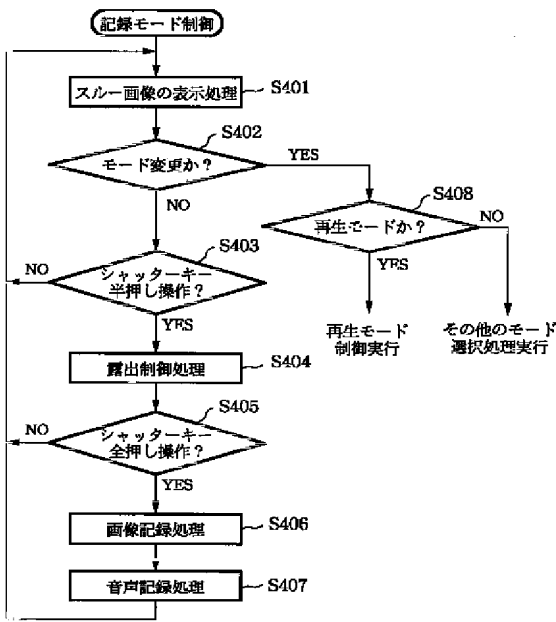 記録モード制御
スルー画像の表示処理
S401
S402
モード変更か?
YES
NO
S408
再生モードか?
NO
YES
S403
NO
シャッターキー
半押し操作?
YES
再生モード
制御実行
その他のモード
選択処理実行
露出制御処理
S404
S405
NO
シャッターキー
全押し操作?
YES
画像記録処理
S406
音声記録処理
S407